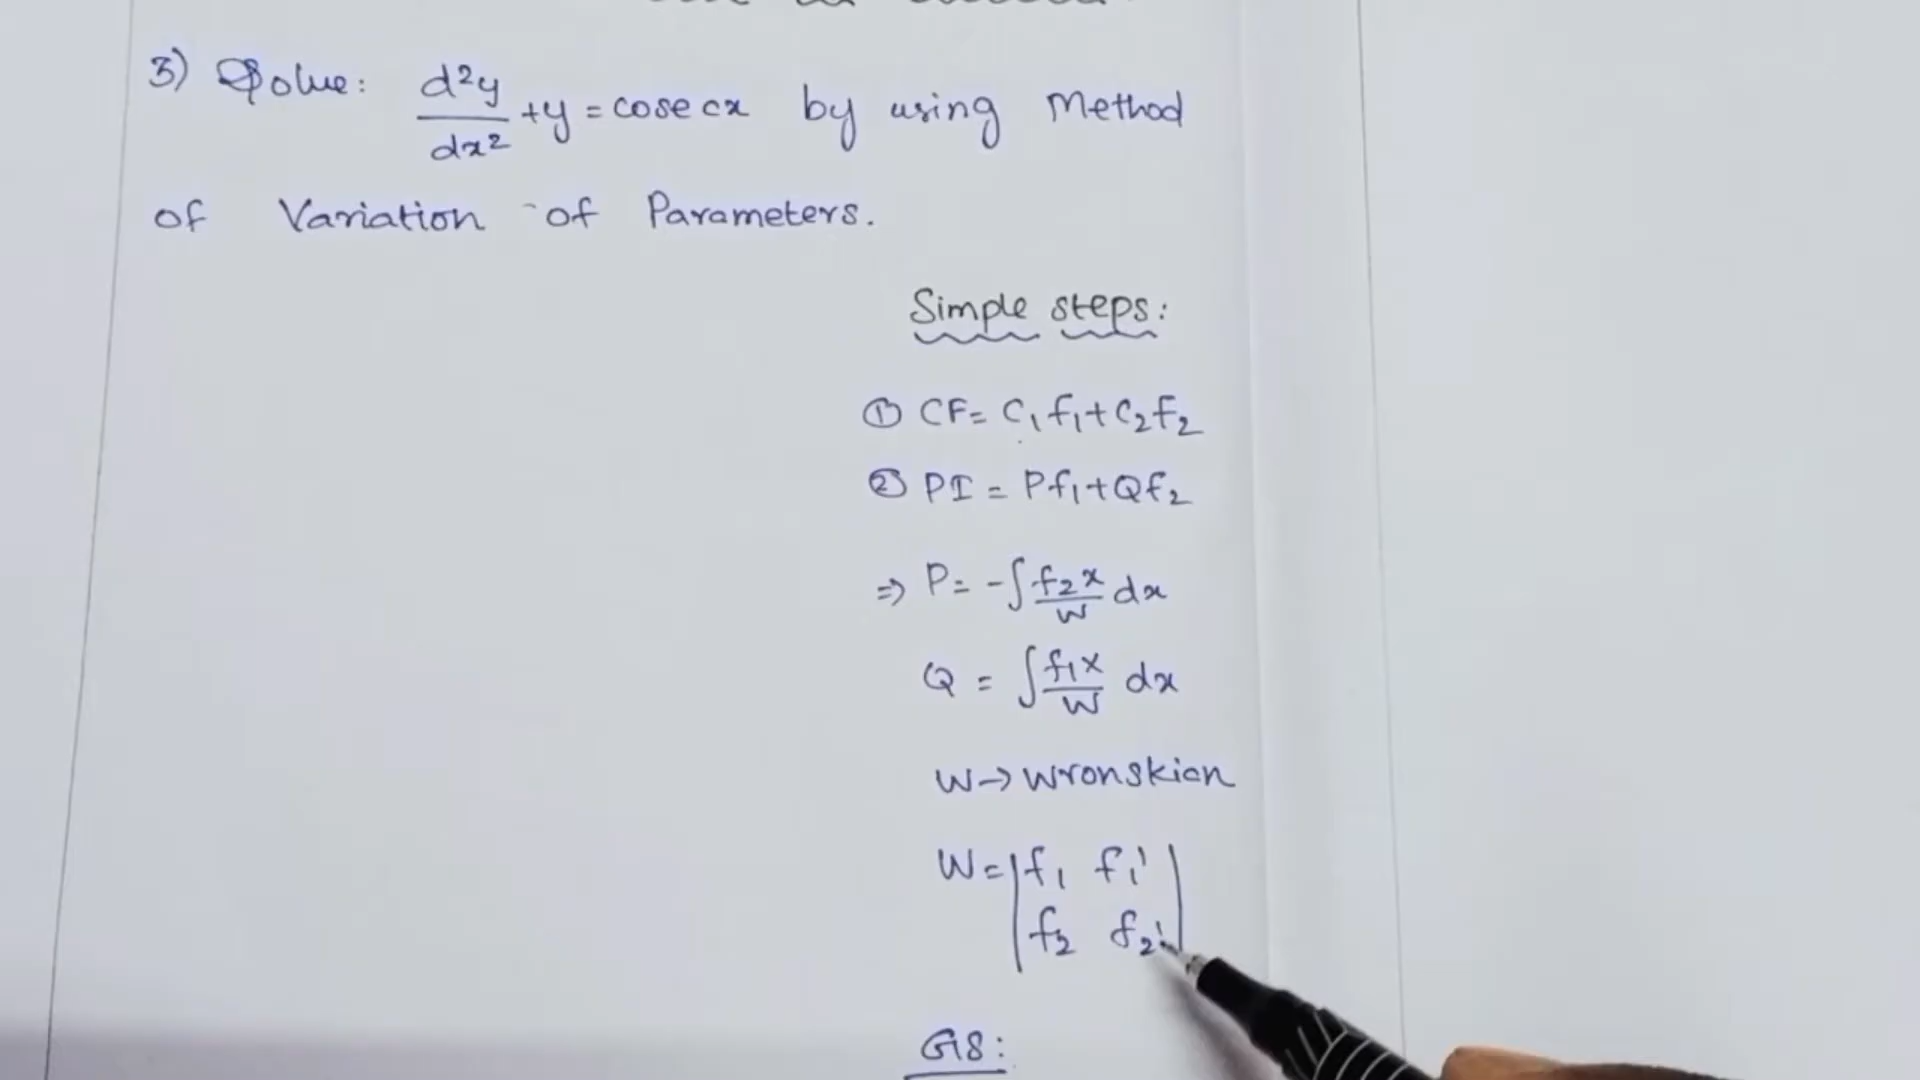 3) Solve: d²y/dx² + y = cosecx by using Method
of Variation of Parameters.
Simple steps:
① CF = C₁f₁+C₂f₂
② PI = Pf₁+Qf₂
⇒ P = -∫ f₂x/W dx
Q = ∫ f₁x/W dx
W → Wronskian
W = |f₁ f₁'|
|f₂ f₂'|
GS: